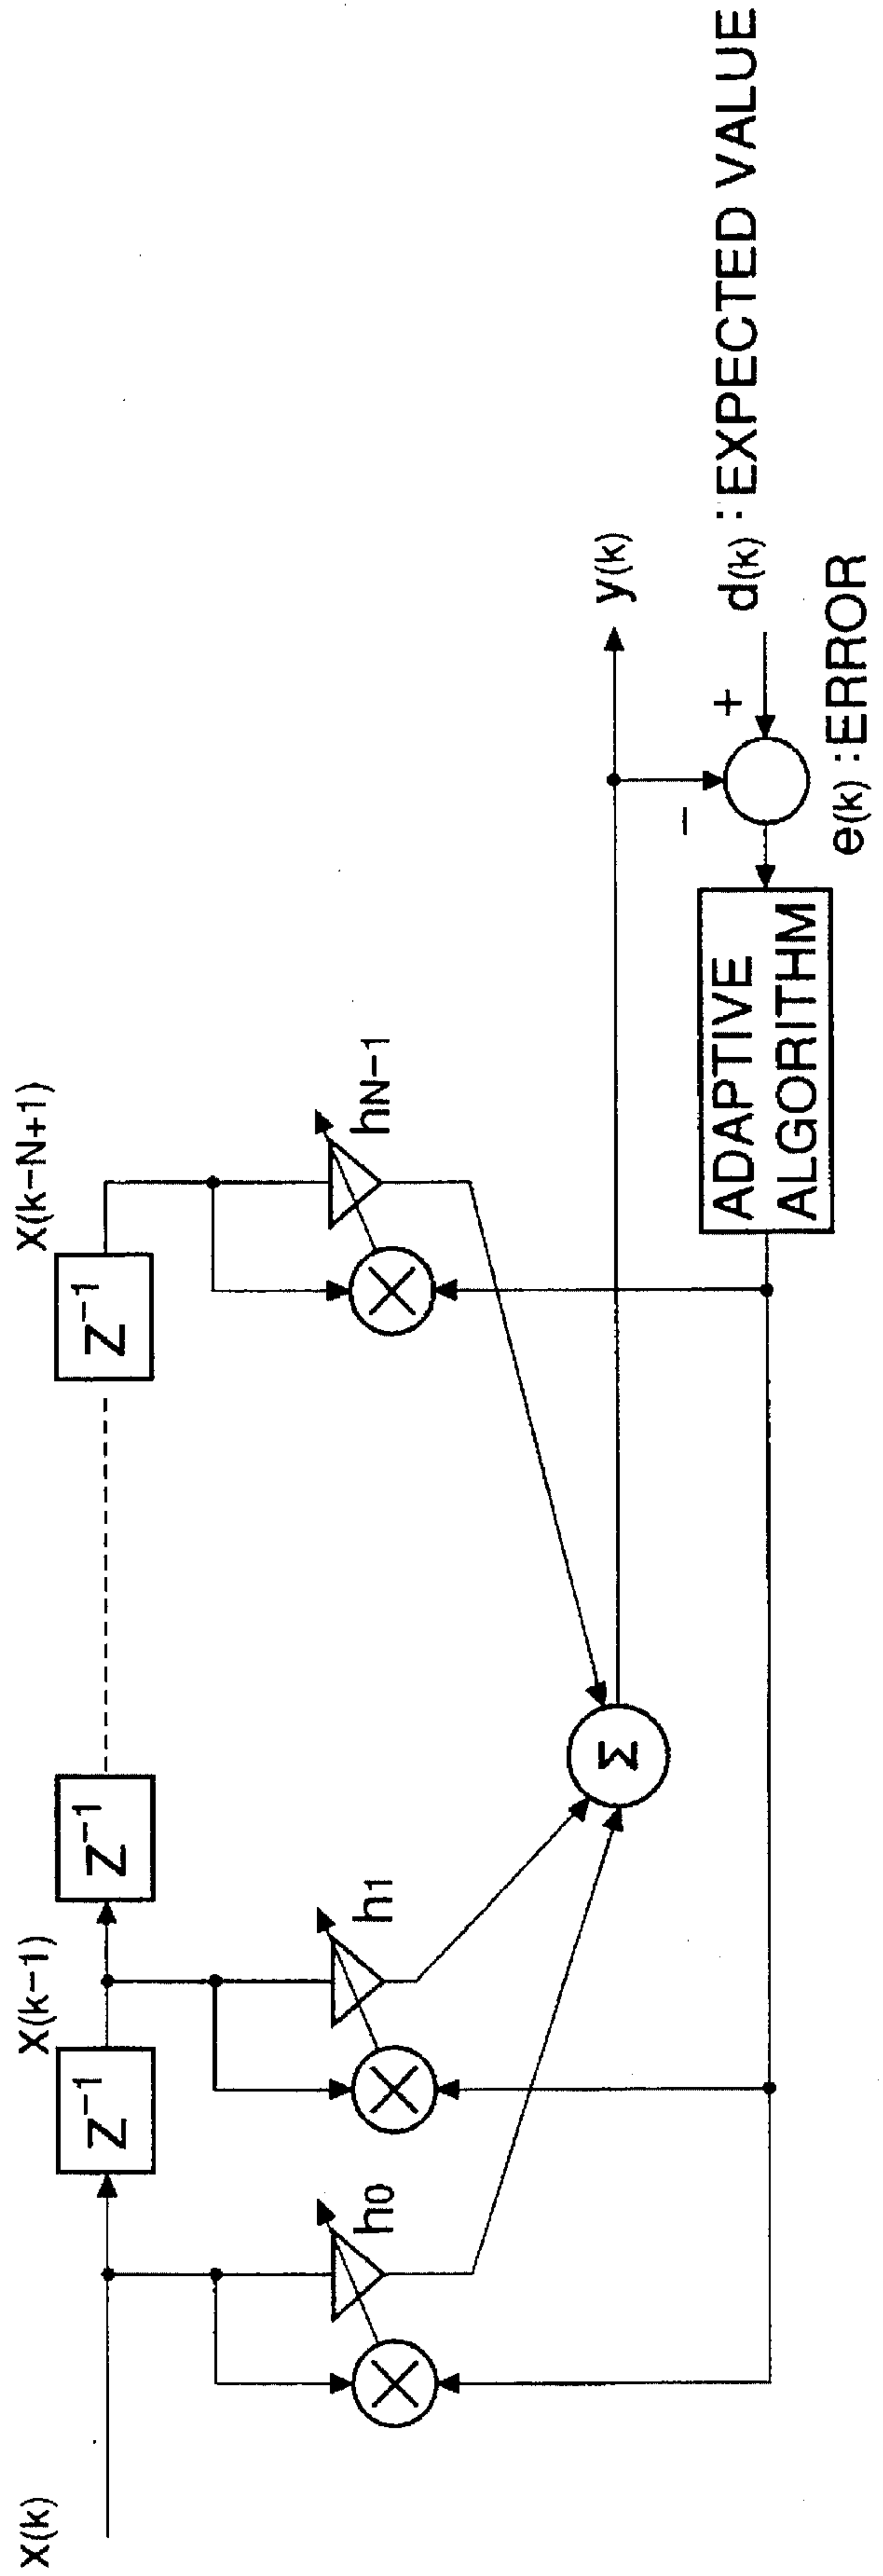 X(k)
X(k-1)
X(k-N+1)
Z⁻¹
Z⁻¹
Z⁻¹
h0
h1
hN-1
Σ
y(k)
+
−
d(k) : EXPECTED VALUE
ADAPTIVE
ALGORITHM
e(k) : ERROR